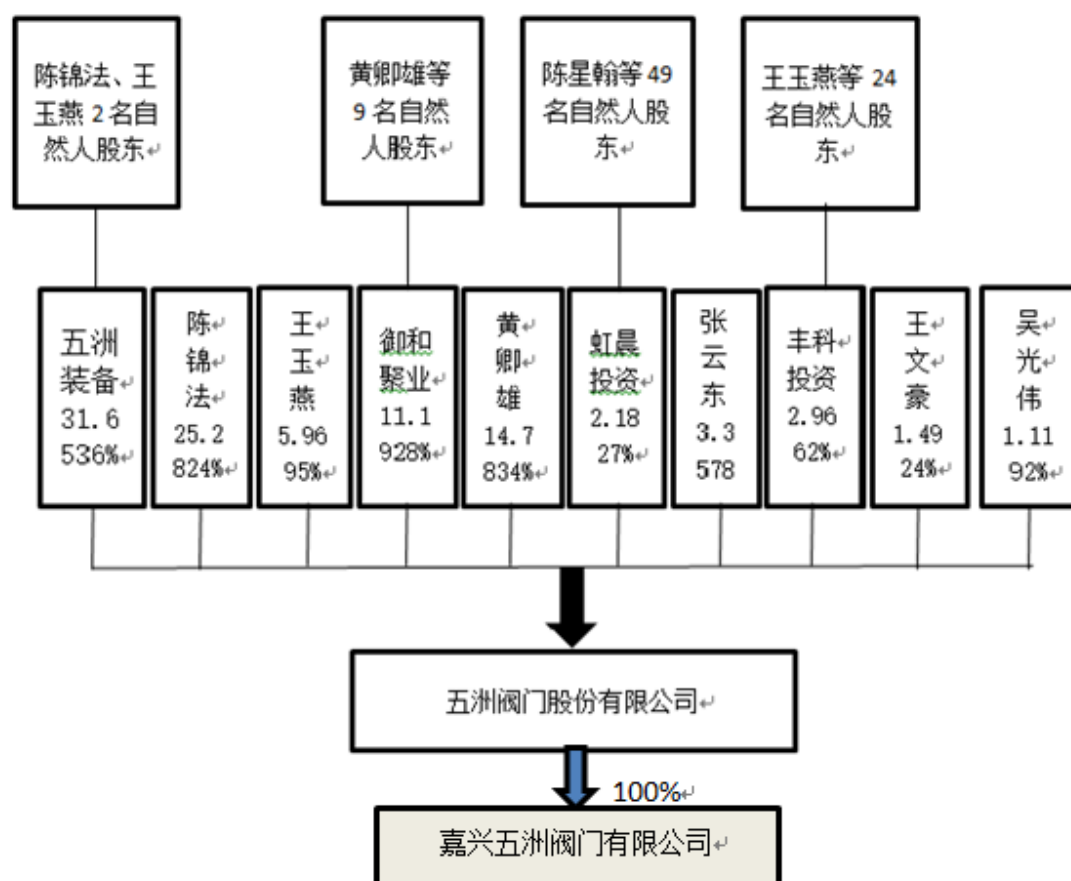 陈锦法、王
玉燕 2 名自
然人股东↵
黄卿雄等
9 名自然
人股东↵
陈星翰等 49
名自然人股
东↵
王玉燕等 24
名自然人股
东↵
五洲
装备
31.6
536%↵
陈↵
锦↵
法↵
25.2
824%↵
王↵
玉
燕
5.96
95%↵
御和
聚业
11.1
928%↵
黄↵
卿
雄
14.7
834%↵
虹晨
投资
2.18
27%↵
张
云
东
3.3
578
丰科↵
投资
2.96
62%↵
王↵
文
豪
1.49
24%↵
吴↵
光
伟
1.11
92%↵
五洲阀门股份有限公司↵
100%↵
嘉兴五洲阀门有限公司↵